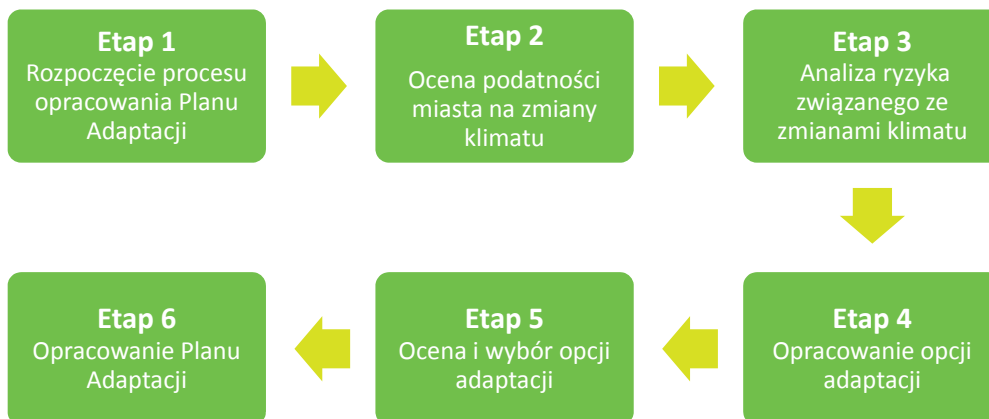 Etap 1
Rozpoczęcie procesu
opracowania Planu
Adaptacji
Etap 2
Ocena podatności
miasta na zmiany
klimatu
Etap 3
Analiza ryzyka
związanego ze
zmianami klimatu
Etap 4
Opracowanie opcji
adaptacji
Etap 5
Ocena i wybór opcji
adaptacji
Etap 6
Opracowanie Planu
Adaptacji